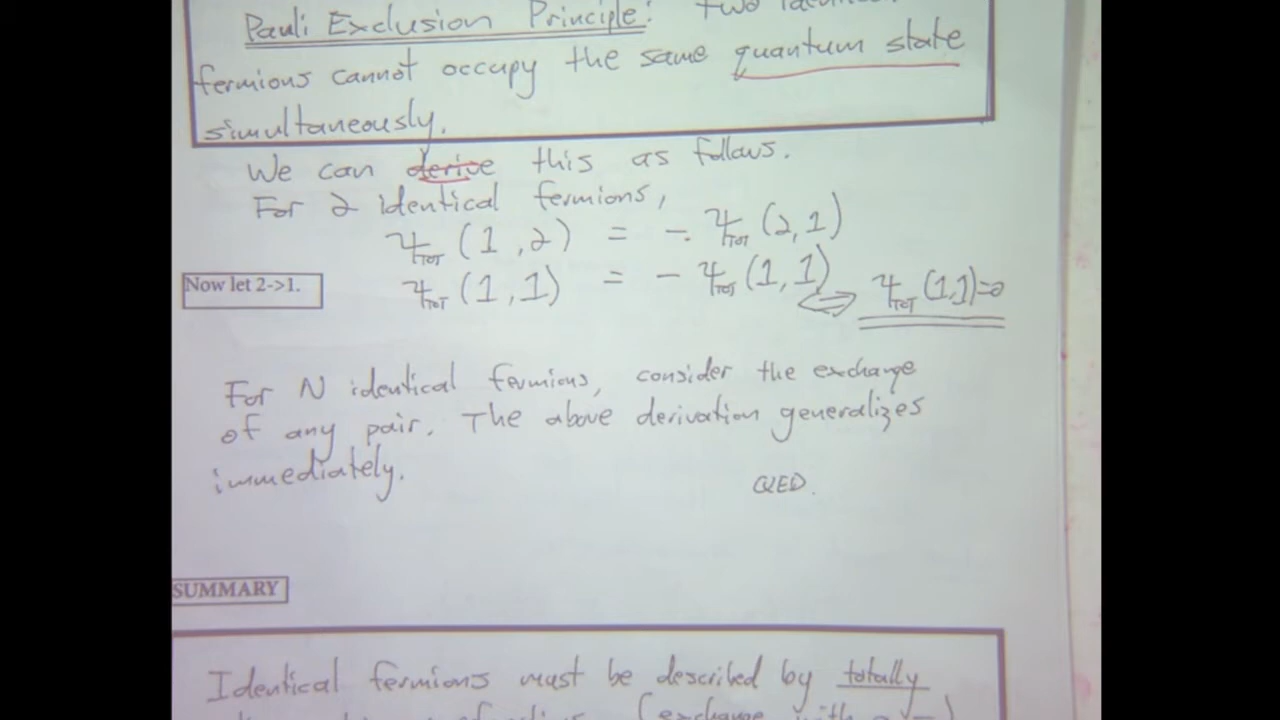 Pauli Exclusion Principle: two
fermions cannot occupy the same quantum state
simultaneously.
We can derive this as follows.
For 2 identical fermions,
Ψ_TOT (1,2) = - Ψ_TOT (2,1)
Now let 2->1.
Ψ_TOT (1,1) = - Ψ_TOT (1,1) ⇔ Ψ_TOT (1,1)=0
For N identical fermions, consider the exchange
of any pair. The above derivation generalizes
immediately.
QED.
SUMMARY
Identical fermions must be described by totally
(exchange with a -)